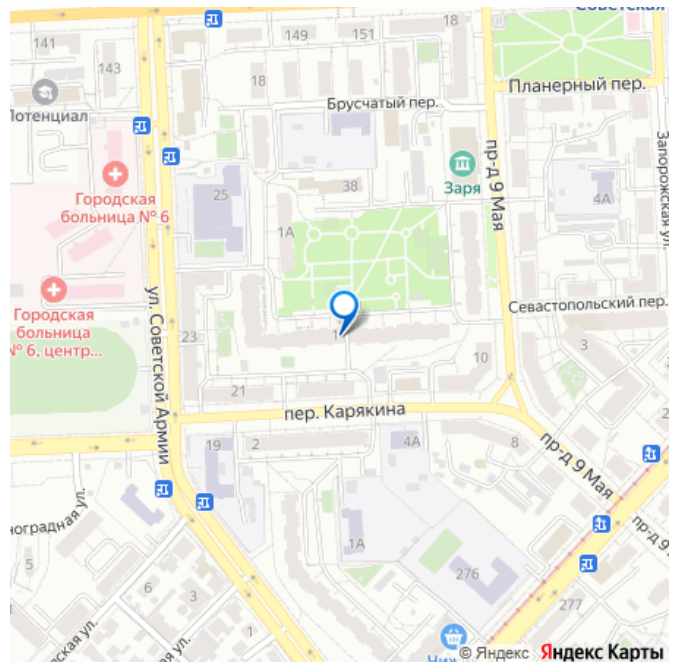 Советская
141
149
151
18
143
18
Планерный пер.
Потенциал
Брусчатый пер.
пр-д 9 Мая
Запорожская ул.
Заря
38
25
4А
Городская
больница № 6
1А
ул. Советской Армии
Севастопольский пер.
Городская
больница
№ 6, центр...
23
3
10
21
пер. Карякина
19
2
4А
8
пр-д 9 Мая
1А
276
5
6
3
1
277
© Яндекс Яндекс Карты